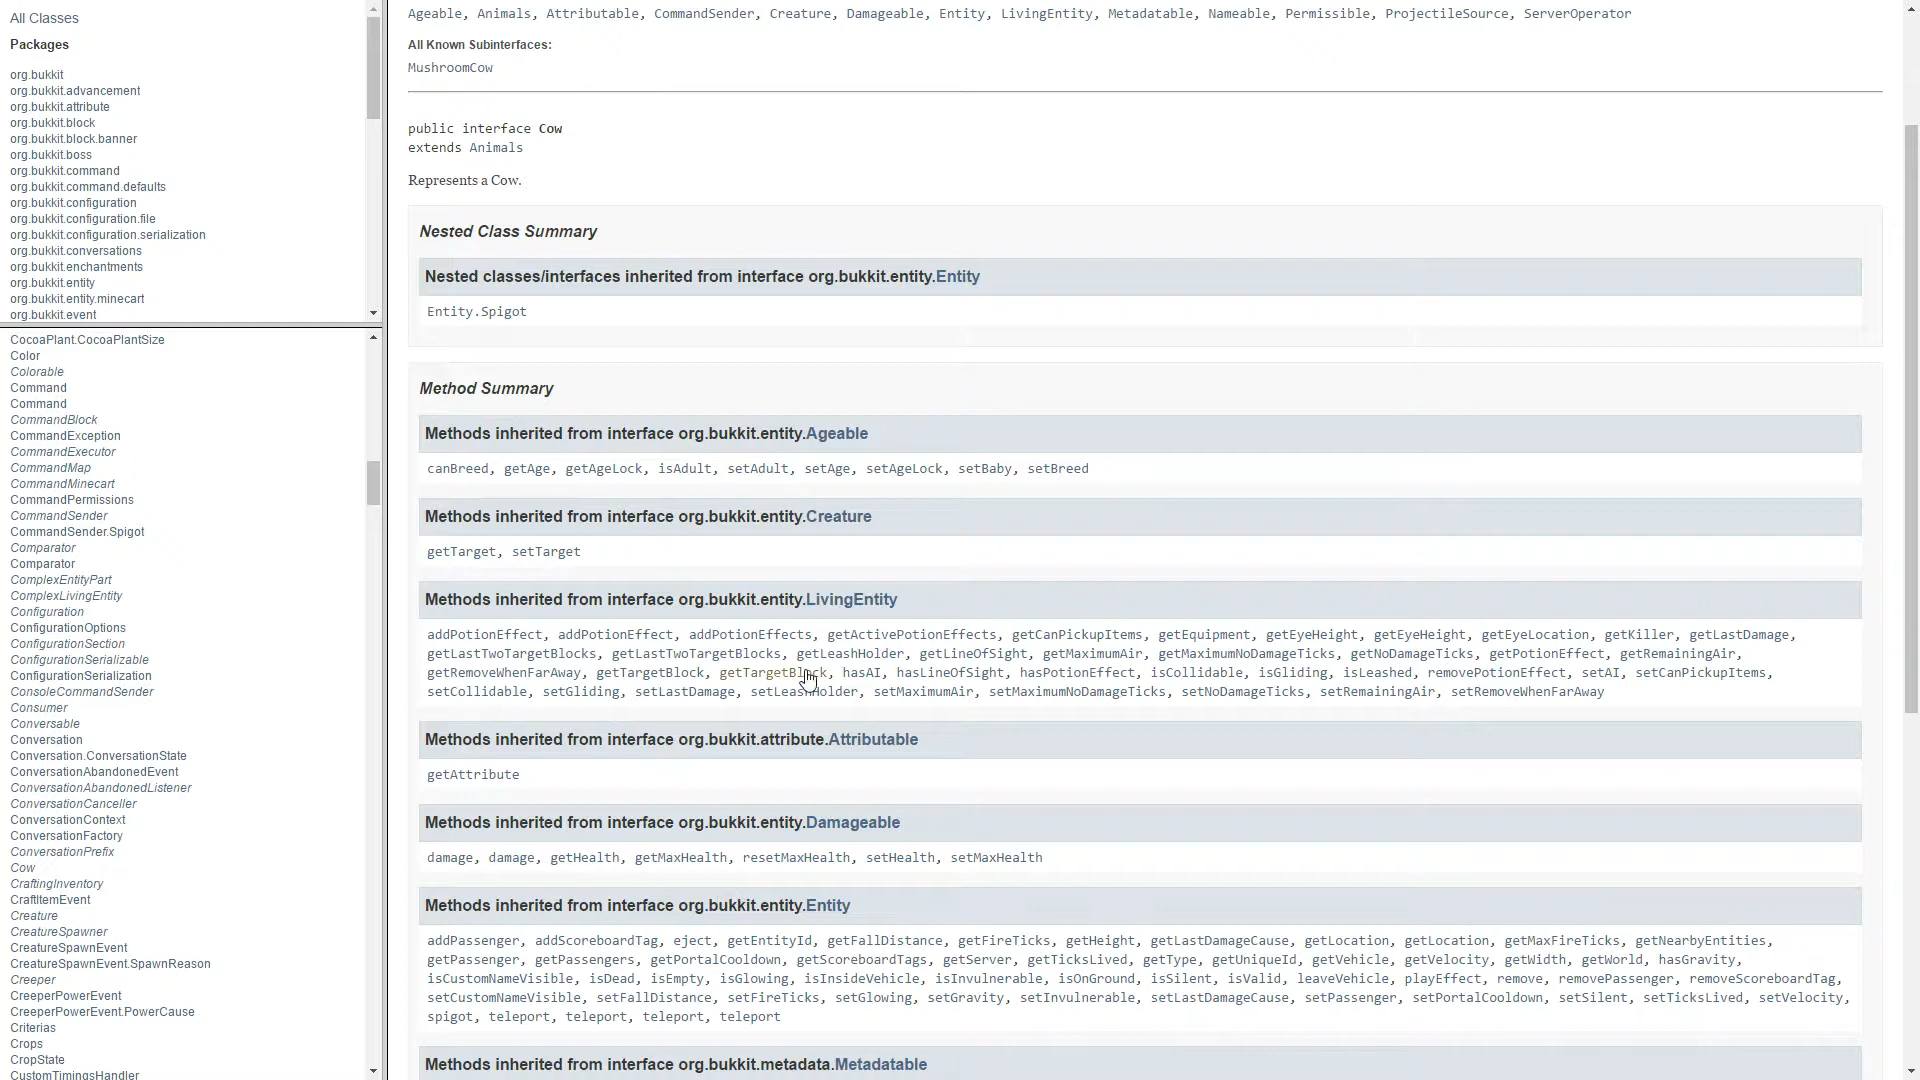 All Classes
Packages
org.bukkit
org.bukkit.advancement
org.bukkit.attribute
org.bukkit.block
org.bukkit.block.banner
org.bukkit.boss
org.bukkit.command
org.bukkit.command.defaults
org.bukkit.configuration
org.bukkit.configuration.file
org.bukkit.configuration.serialization
org.bukkit.conversations
org.bukkit.enchantments
org.bukkit.entity
org.bukkit.entity.minecart
org.bukkit.event
CocoaPlant.CocoaPlantSize
Color
Colorable
Command
Command
CommandBlock
CommandException
CommandExecutor
CommandMap
CommandMinecart
CommandPermissions
CommandSender
CommandSender.Spigot
Comparator
Comparator
ComplexEntityPart
ComplexLivingEntity
Configuration
ConfigurationOptions
ConfigurationSection
ConfigurationSerializable
ConfigurationSerialization
ConsoleCommandSender
Consumer
Conversable
Conversation
Conversation.ConversationState
ConversationAbandonedEvent
ConversationAbandonedListener
ConversationCanceller
ConversationContext
ConversationFactory
ConversationPrefix
Cow
CraftingInventory
CraftItemEvent
Creature
CreatureSpawner
CreatureSpawnEvent
CreatureSpawnEvent.SpawnReason
Creeper
CreeperPowerEvent
CreeperPowerEvent.PowerCause
Criterias
Crops
CropState
CustomTimingsHandler
Ageable, Animals, Attributable, CommandSender, Creature, Damageable, Entity, LivingEntity, Metadatable, Nameable, Permissible, ProjectileSource, ServerOperator
All Known Subinterfaces:
MushroomCow
public interface Cow
extends Animals
Represents a Cow.
Nested Class Summary
Nested classes/interfaces inherited from interface org.bukkit.entity.Entity
Entity.Spigot
Method Summary
Methods inherited from interface org.bukkit.entity.Ageable
canBreed, getAge, getAgeLock, isAdult, setAdult, setAge, setAgeLock, setBaby, setBreed
Methods inherited from interface org.bukkit.entity.Creature
getTarget, setTarget
Methods inherited from interface org.bukkit.entity.LivingEntity
addPotionEffect, addPotionEffect, addPotionEffects, getActivePotionEffects, getCanPickupItems, getEquipment, getEyeHeight, getEyeHeight, getEyeLocation, getKiller, getLastDamage,
getLastTwoTargetBlocks, getLastTwoTargetBlocks, getLeashHolder, getLineOfSight, getMaximumAir, getMaximumNoDamageTicks, getNoDamageTicks, getPotionEffect, getRemainingAir,
getRemoveWhenFarAway, getTargetBlock, getTargetBlock, hasAI, hasLineOfSight, hasPotionEffect, isCollidable, isGliding, isLeashed, removePotionEffect, setAI, setCanPickupItems,
setCollidable, setGliding, setLastDamage, setLeashHolder, setMaximumAir, setMaximumNoDamageTicks, setNoDamageTicks, setRemainingAir, setRemoveWhenFarAway
Methods inherited from interface org.bukkit.attribute.Attributable
getAttribute
Methods inherited from interface org.bukkit.entity.Damageable
damage, damage, getHealth, getMaxHealth, resetMaxHealth, setHealth, setMaxHealth
Methods inherited from interface org.bukkit.entity.Entity
addPassenger, addScoreboardTag, eject, getEntityId, getFallDistance, getFireTicks, getHeight, getLastDamageCause, getLocation, getLocation, getMaxFireTicks, getNearbyEntities,
getPassenger, getPassengers, getPortalCooldown, getScoreboardTags, getServer, getTicksLived, getType, getUniqueId, getVehicle, getVelocity, getWidth, getWorld, hasGravity,
isCustomNameVisible, isDead, isEmpty, isGlowing, isInsideVehicle, isInvulnerable, isOnGround, isSilent, isValid, leaveVehicle, playEffect, remove, removePassenger, removeScoreboardTag,
setCustomNameVisible, setFallDistance, setFireTicks, setGlowing, setGravity, setInvulnerable, setLastDamageCause, setPassenger, setPortalCooldown, setSilent, setTicksLived, setVelocity,
spigot, teleport, teleport, teleport, teleport
Methods inherited from interface org.bukkit.metadata.Metadatable